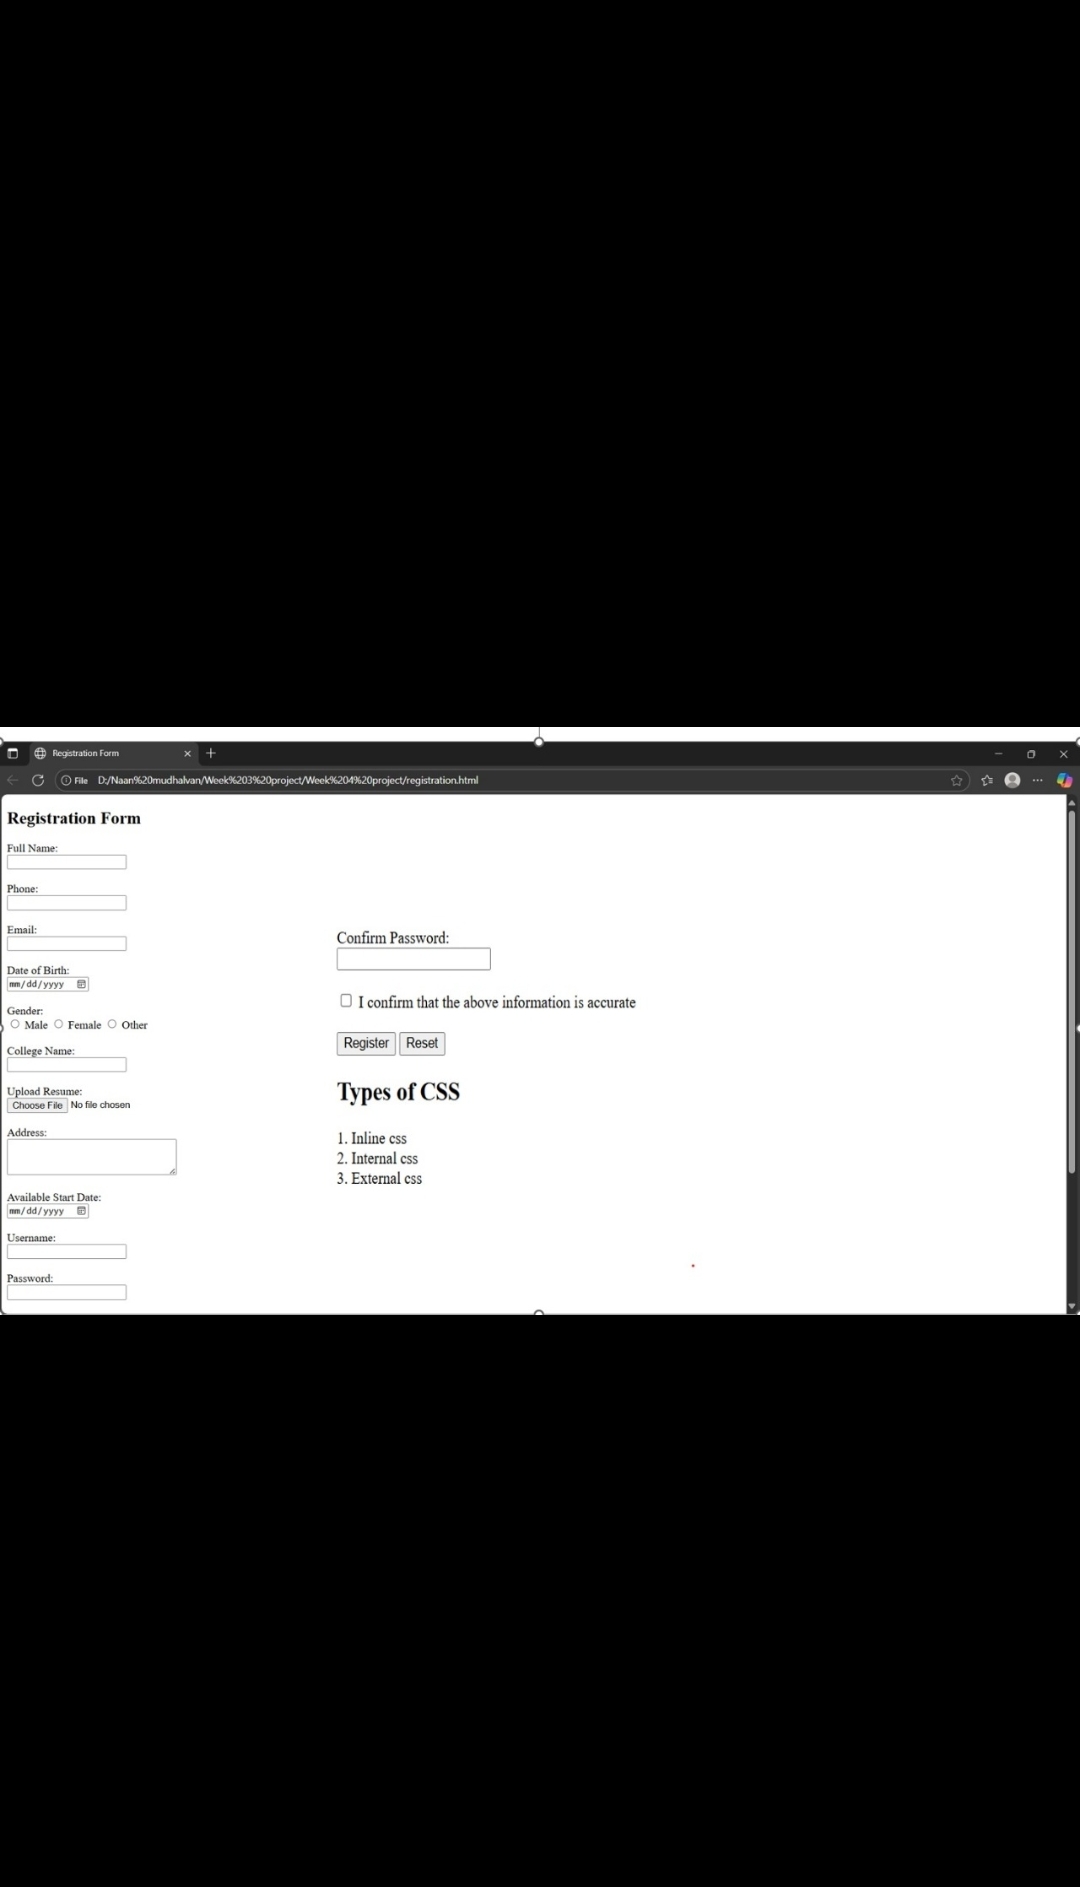 Registration Form
File D:/Naan%20mudhalvan/Week%203%20project/Week%204%20project/registration.html
Registration Form
Full Name:
Phone:
Email:
Date of Birth:
mm/dd/yyyy
Gender:
Male Female Other
College Name:
Upload Resume:
Choose File No file chosen
Address:
Available Start Date:
mm/dd/yyyy
Username:
Password:
Confirm Password:
I confirm that the above information is accurate
Register Reset
Types of CSS
1. Inline css
2. Internal css
3. External css